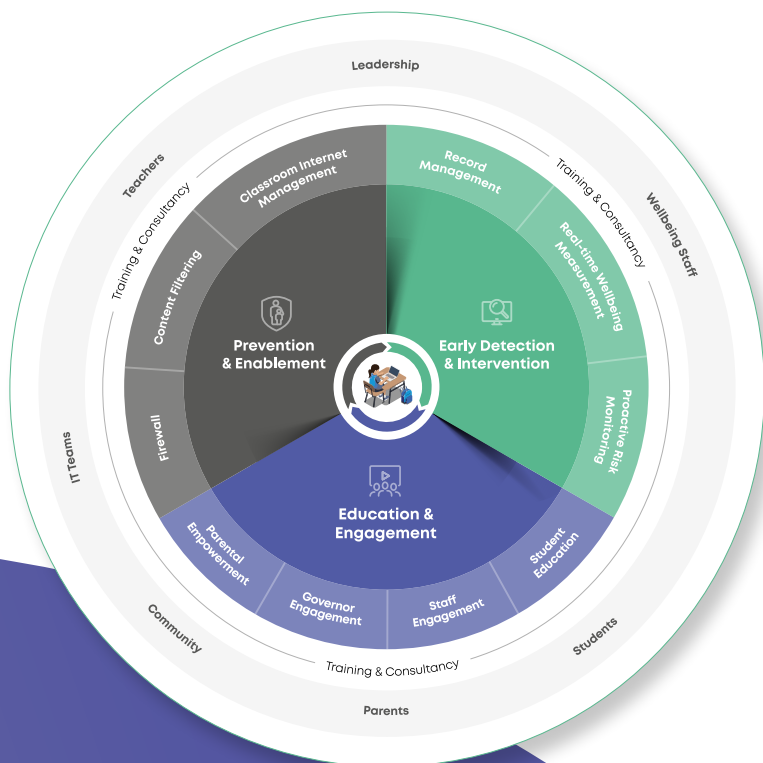 Leadership
Teachers
Wellbeing Staff
IT Teams
Community
Students
Parents
Training & Consultancy
Training & Consultancy
Training & Consultancy
Classroom Internet
Management
Content Filtering
Firewall
Record
Management
Real-time Wellbeing
Measurement
Proactive Risk
Monitoring
Parental
Empowerment
Governor
Engagement
Staff
Engagement
Student
Education
Prevention
& Enablement
Early Detection
& Intervention
Education &
Engagement